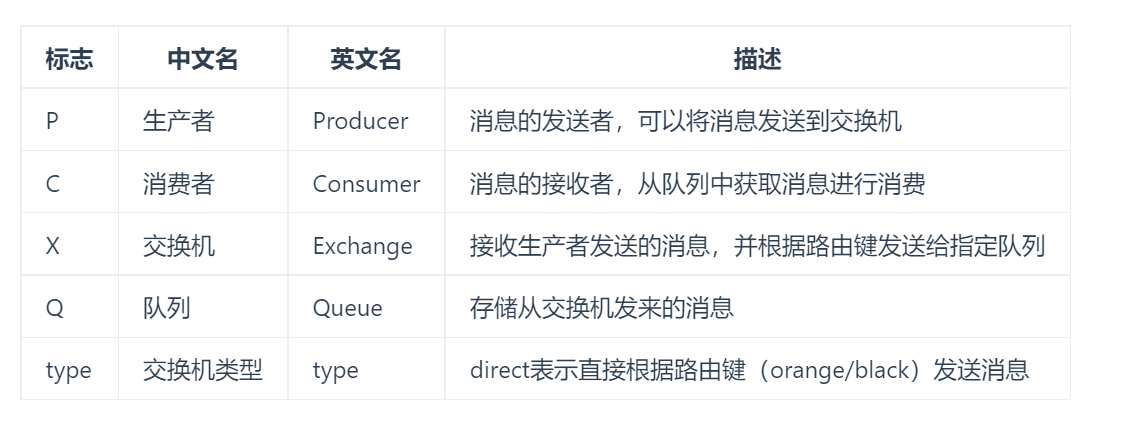 标志 中文名 英文名 描述
P 生产者 Producer 消息的发送者，可以将消息发送到交换机
C 消费者 Consumer 消息的接收者，从队列中获取消息进行消费
X 交换机 Exchange 接收生产者发送的消息，并根据路由键发送给指定队列
Q 队列 Queue 存储从交换机发来的消息
type 交换机类型 type direct表示直接根据路由键（orange/black）发送消息